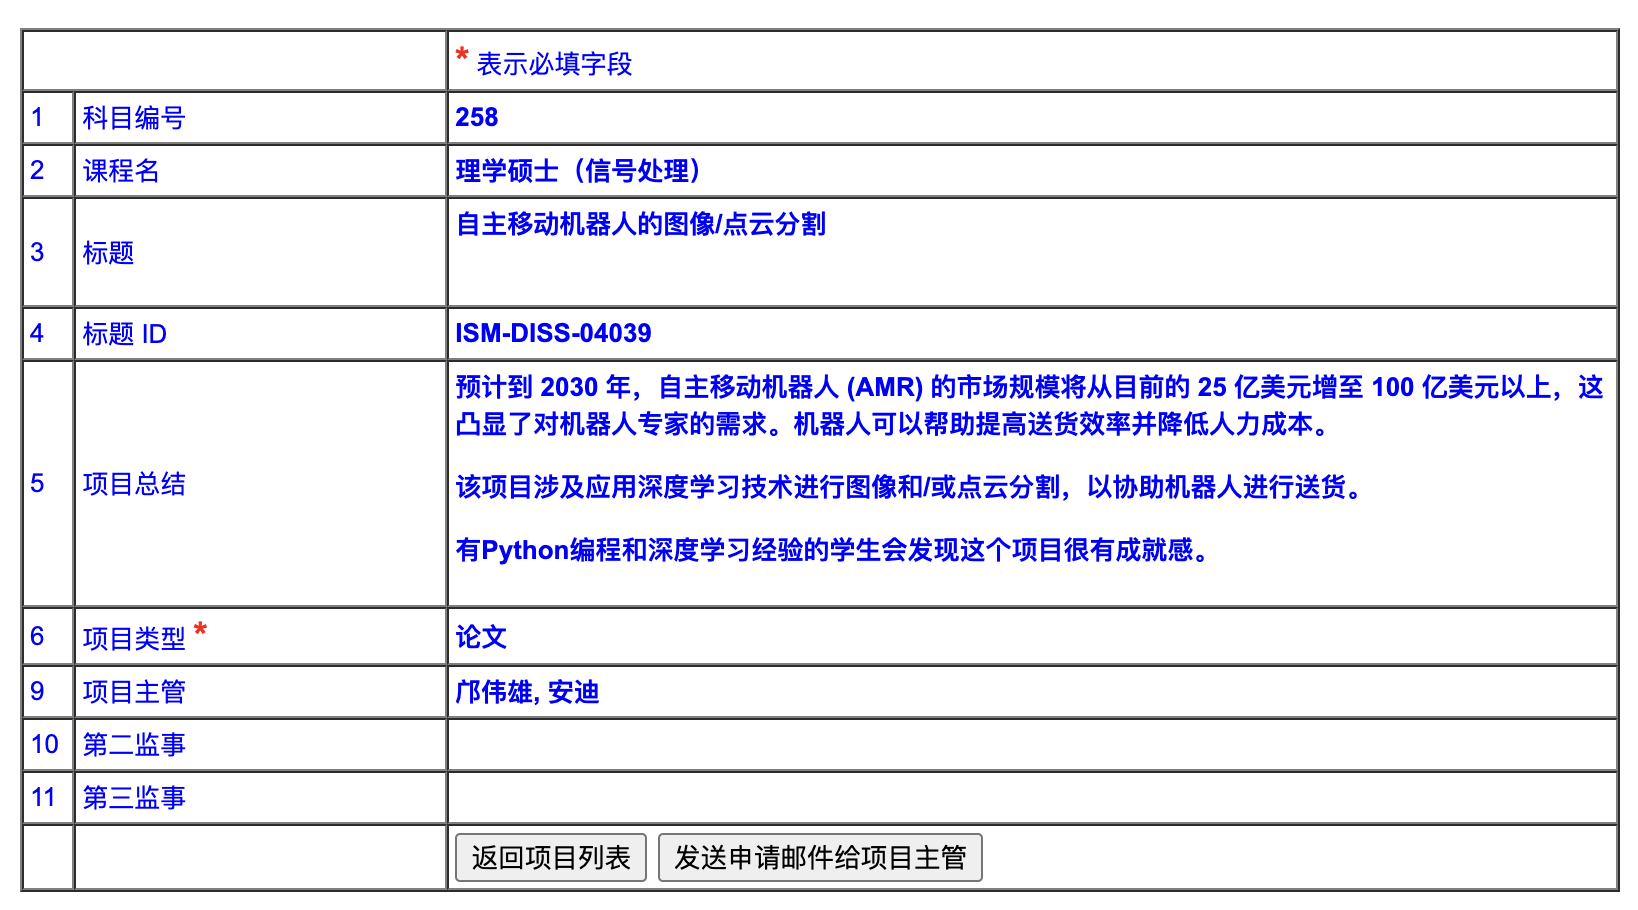 * 表示必填字段
1 科目编号 258
2 课程名 理学硕士（信号处理）
3 标题 自主移动机器人的图像/点云分割
4 标题 ID ISM-DISS-04039
5 项目总结 预计到 2030 年，自主移动机器人 (AMR) 的市场规模将从目前的 25 亿美元增至 100 亿美元以上，这
凸显了对机器人专家的需求。机器人可以帮助提高送货效率并降低人力成本。
该项目涉及应用深度学习技术进行图像和/或点云分割，以协助机器人进行送货。
有Python编程和深度学习经验的学生会发现这个项目很有成就感。
6 项目类型 * 论文
9 项目主管 邝伟雄, 安迪
10 第二监事
11 第三监事
返回项目列表 发送申请邮件给项目主管